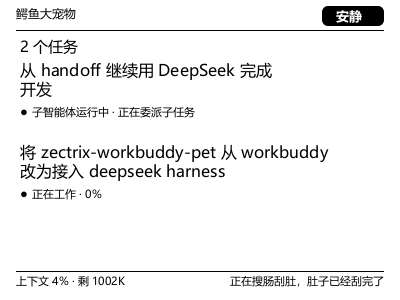 鳄鱼大宠物
安静
2 个任务
从 handoff 继续用 DeepSeek 完成
开发
● 子智能体运行中 · 正在委派子任务
将 zectrix-workbuddy-pet 从 workbuddy
改为接入 deepseek harness
● 正在工作 · 0%
上下文 4% · 剩 1002K
正在搜肠刮肚，肚子已经刮完了